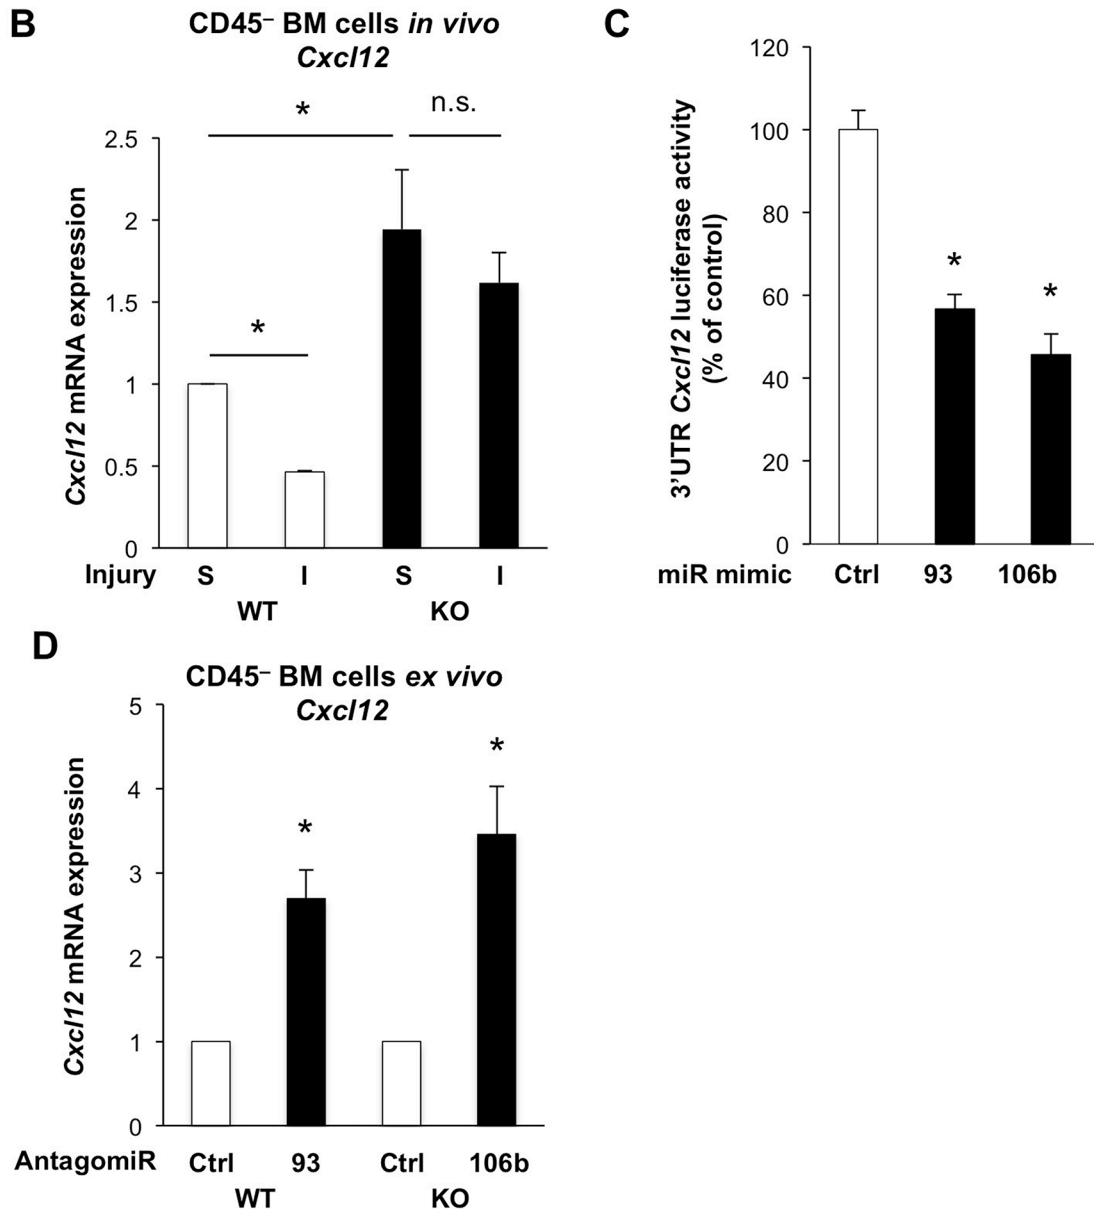 B
CD45– BM cells in vivo
Cxcl12
*
n.s.
*
Cxcl12 mRNA expression
2.5
2
1.5
1
0.5
0
Injury S I S I
WT KO
C
3'UTR Cxcl12 luciferase activity
(% of control)
120
100
80
60
40
20
0
*
*
miR mimic Ctrl 93 106b
D
CD45– BM cells ex vivo
Cxcl12
Cxcl12 mRNA expression
5
4
3
2
1
0
*
*
AntagomiR Ctrl 93 Ctrl 106b
WT KO